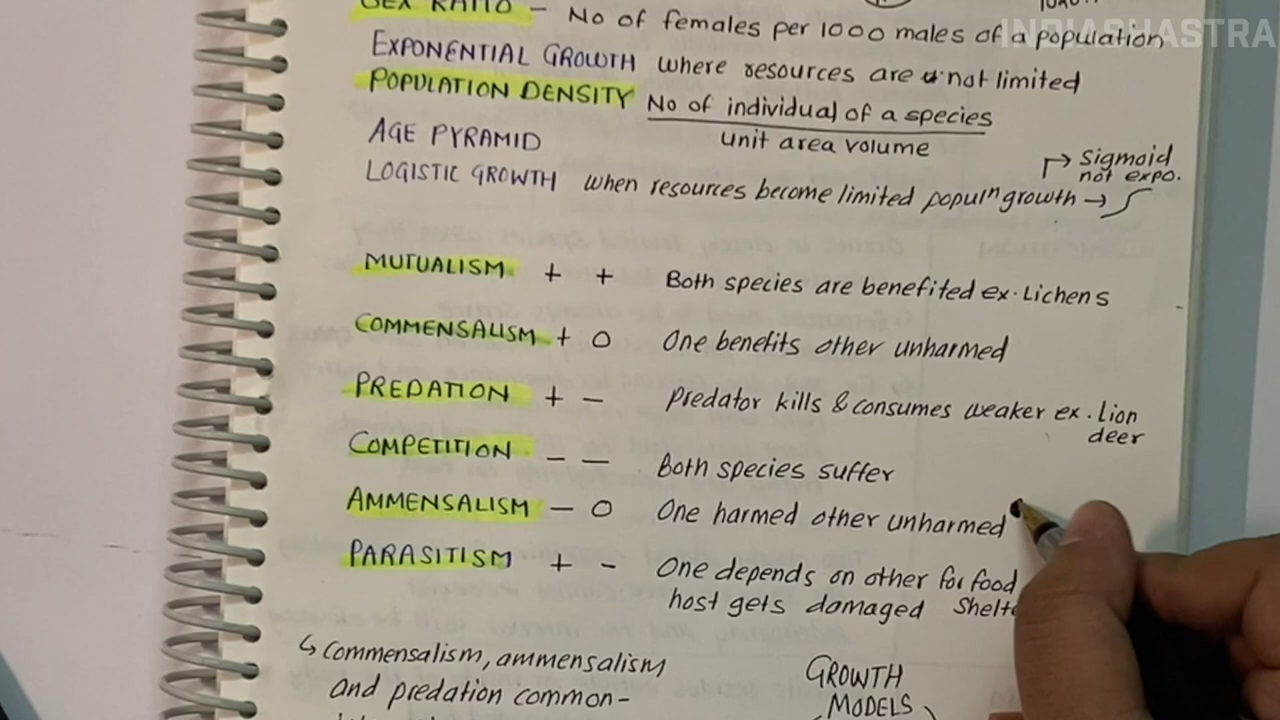 SEX RATIO - No of females per 1000 males of a population
INDIASHASTRA
EXPONENTIAL GROWTH where resources are not limited
POPULATION DENSITY No of individual of a species
Unit area volume
AGE PYRAMID
Sigmoid
not expo.
LOGISTIC GROWTH when resources become limited populⁿ growth →
MUTUALISM + + Both species are benefited ex. Lichens
COMMENSALISM + O One benefits other unharmed
PREDATION + - Predator kills & consumes weaker ex. lion
deer
COMPETITION - - Both species suffer
AMMENSALISM - O One harmed other unharmed
PARASITISM + - One depends on other for food
host gets damaged Shelt
↳ commensalism, ammensalism
and predation common-
GROWTH
MODELS